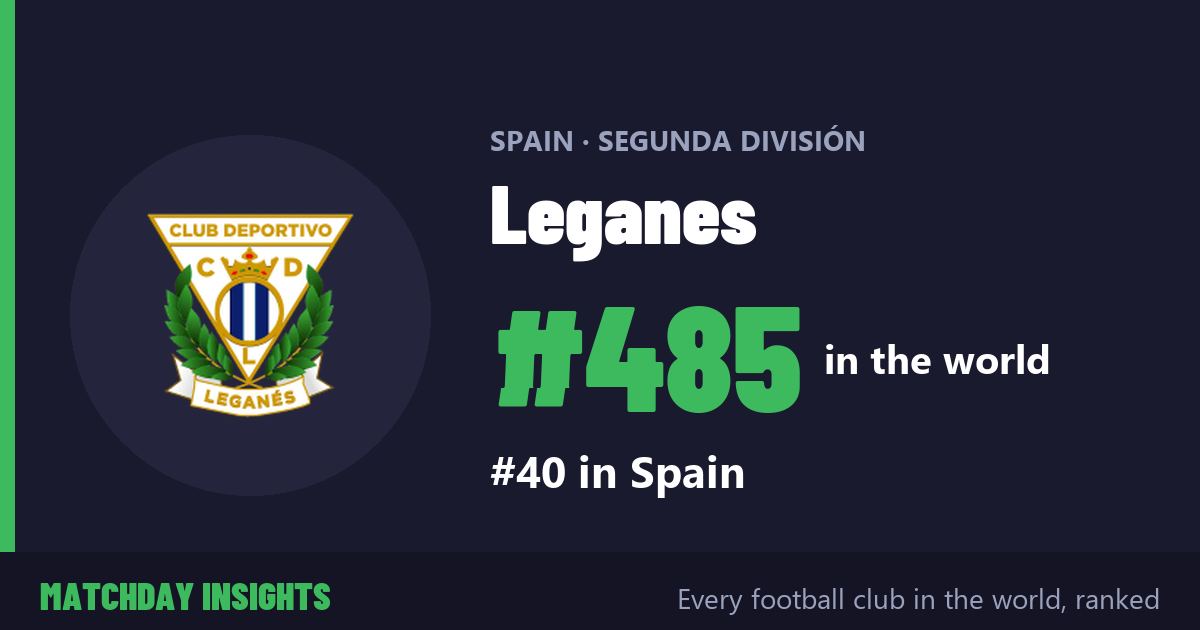 SPAIN · SEGUNDA DIVISIÓN
Leganes
#485 in the world
#40 in Spain
CLUB DEPORTIVO
C D
L
LEGANÉS
MATCHDAY INSIGHTS
Every football club in the world, ranked